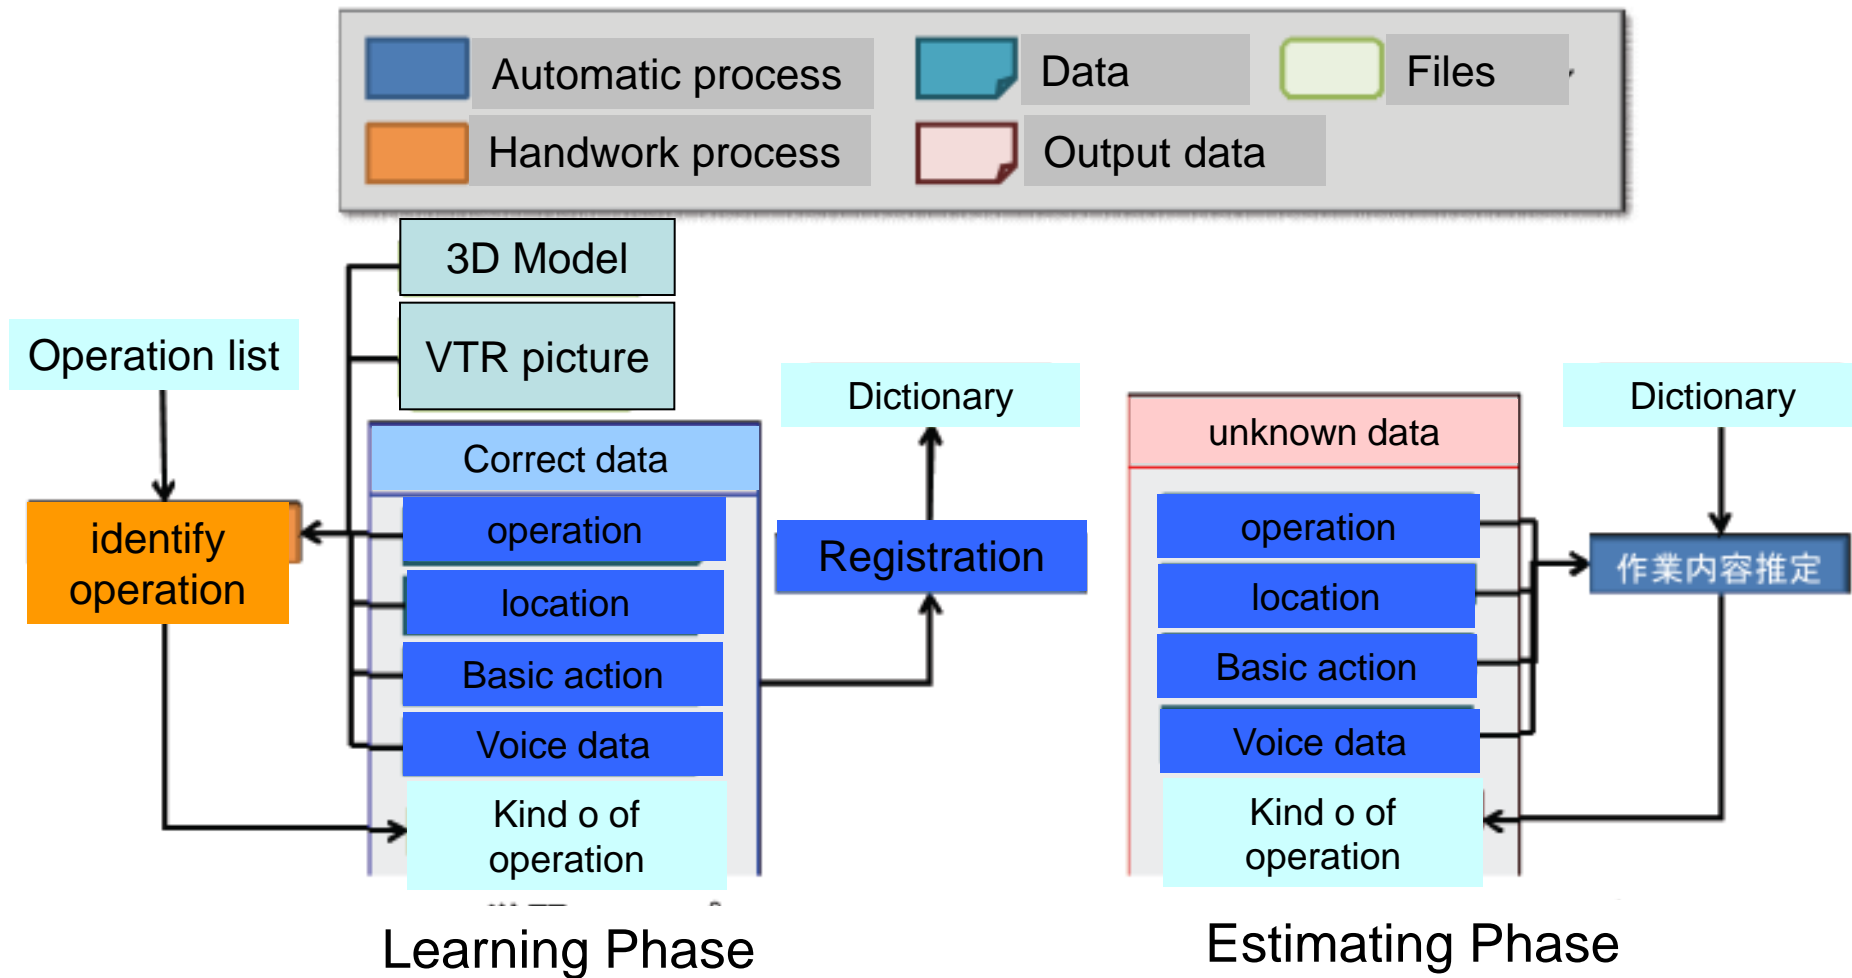 Automatic process
Data
Files
Handwork process
Output data
3D Model
VTR picture
Operation list
identify
operation
Correct data
operation
location
Basic action
Voice data
Kind o of
operation
Dictionary
Registration
Learning Phase
unknown data
operation
location
Basic action
Voice data
Kind o of
operation
Dictionary
作業内容推定
Estimating Phase